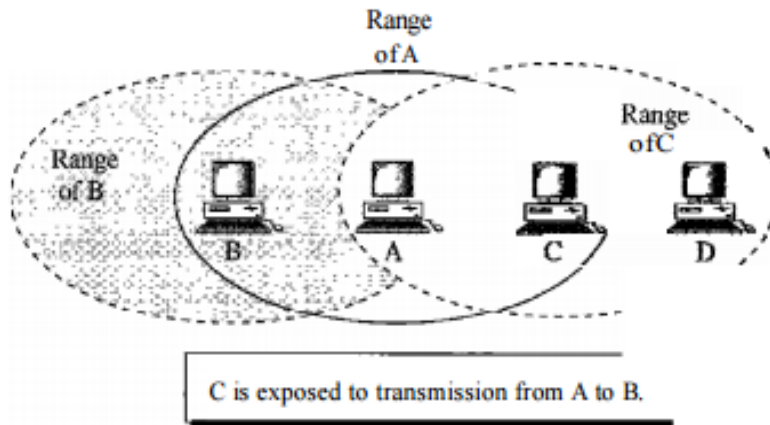 Range
of A
Range
of B
Range
of C
B
A
C
D
C is exposed to transmission from A to B.